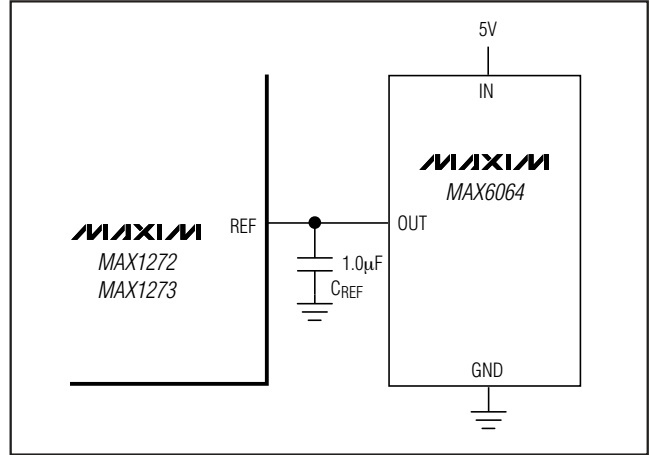 5V
IN
MAXIM
MAX6064
REF
OUT
MAXIM
MAX1272
MAX1273
1.0µF
CREF
GND